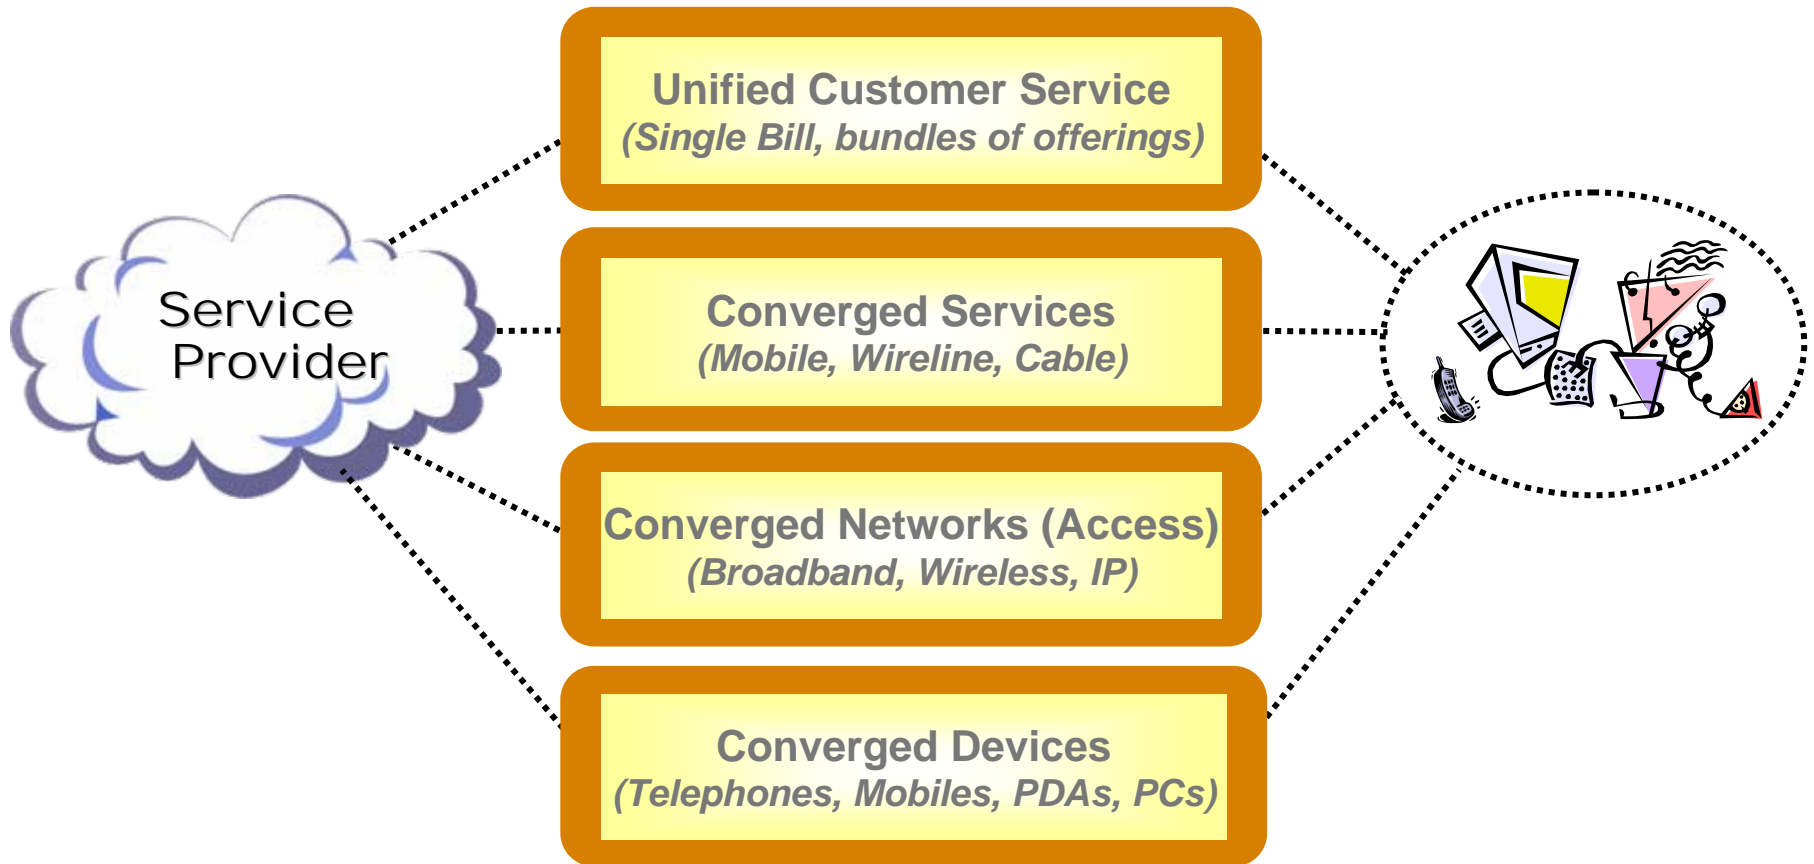 Unified Customer Service
(Single Bill, bundles of offerings)
Service
Provider
Converged Services
(Mobile, Wireline, Cable)
Converged Networks (Access)
(Broadband, Wireless, IP)
Converged Devices
(Telephones, Mobiles, PDAs, PCs)